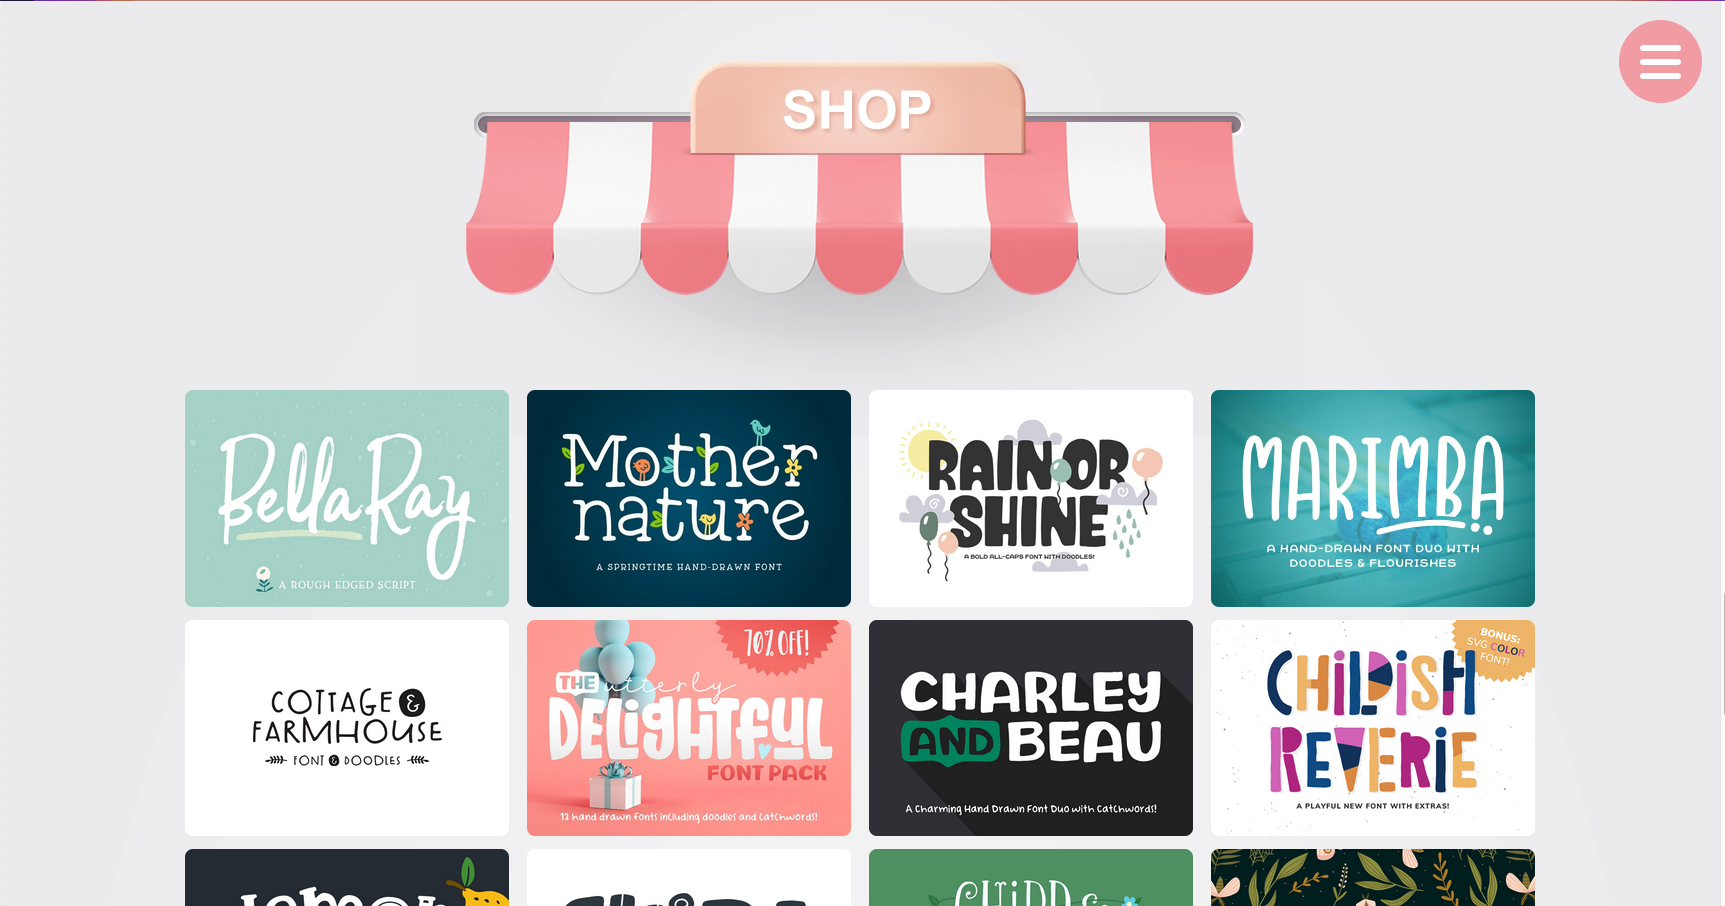 SHOP
BellaRay
A ROUGH EDGED SCRIPT
Mother
nature
A SPRINGTIME HAND-DRAWN FONT
RAIN OR
SHINE
A BOLD ALL-CAPS FONT WITH DOODLES!
MARIMBA
A HAND-DRAWN FONT DUO WITH
DOODLES & FLOURISHES
COTTAGE &
FARMHOUSE
FONT & DOODLES
70% OFF!
THE utterly
DELiGHTFUL
FONT PACK
12 hand drawn fonts including doodles and catchwords!
CHARLEY
AND BEAU
A Charming Hand Drawn Font Duo with Catchwords!
BONUS:
SVG COLOR
FONT!
CHiLDiSH
REVERiE
A PLAYFUL NEW FONT WITH EXTRAS!